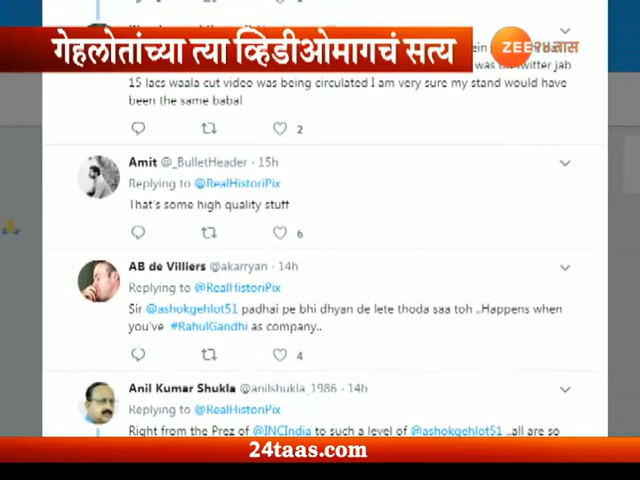 गेहलोतांच्या त्या व्हिडीओमागचं सत्य
ZEE २४ तास
was twitter jab
15 lacs waala cut video was being circulated I am very sure my stand would have
been the same babal
2
Amit @_BulletHeader · 15h
Replying to @RealHistoriPix
That's some high quality stuff
6
AB de Villiers @akarryan · 14h
Replying to @RealHistoriPix
Sir @ashokgehlot51 padhai pe bhi dhyan de lete thoda saa toh ..Happens when
you've #RahulGandhi as company..
4
Anil Kumar Shukla @anilshukla_1986 · 14h
Replying to @RealHistoriPix
Right from the Prez of @INCIndia to such a level of @ashokgehlot51 ..all are so
24taas.com